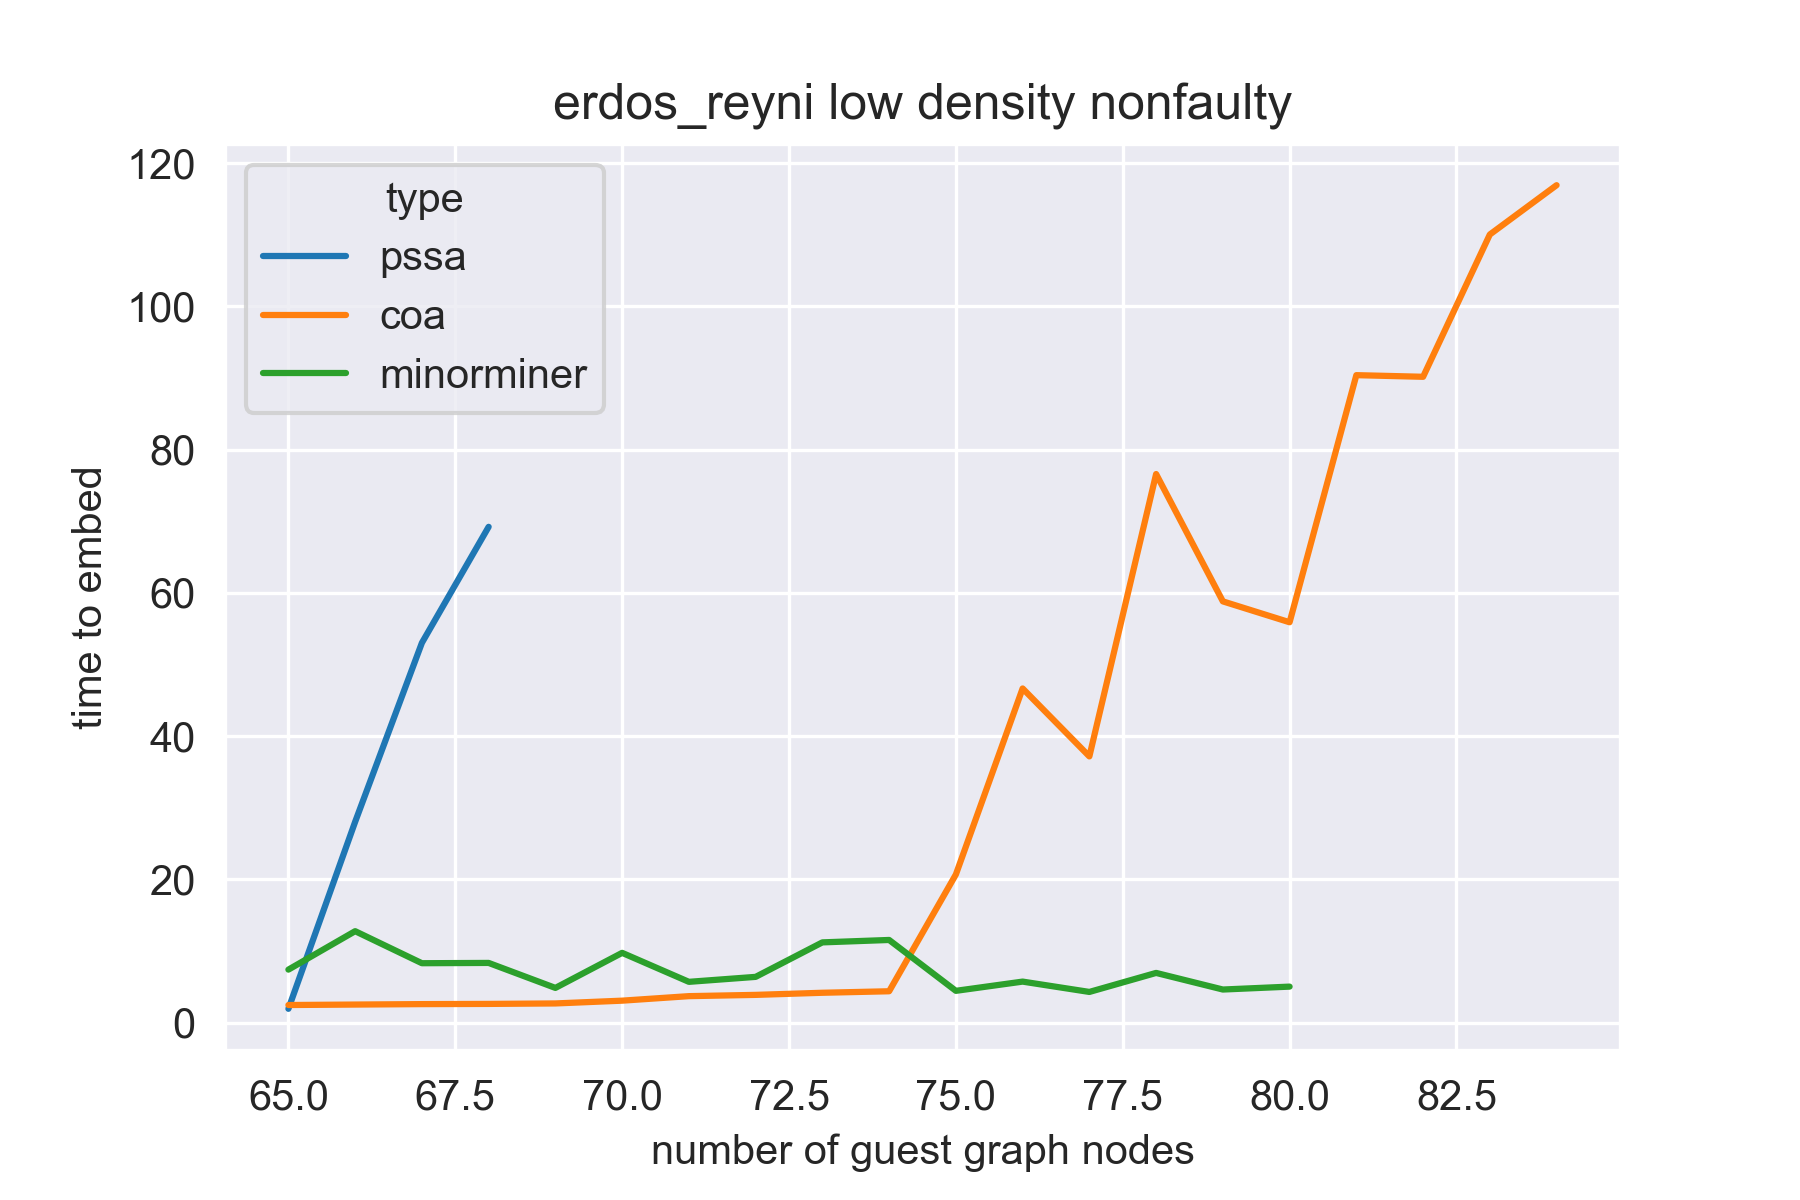 erdos_reyni low density nonfaulty
120
100
80
60
40
20
0
time to embed
type
pssa
coa
minorminer
65.0 67.5 70.0 72.5 75.0 77.5 80.0 82.5
number of guest graph nodes